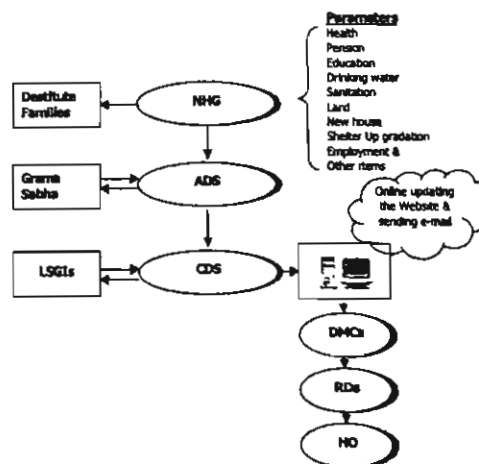 Parameters
Health
Pension
Education
Drinking water
Sanitation
Land
New house
Shelter Up gradation
Employment &
Other items
Destitute
Families
NHG
Grama
Sabha
ADS
Online updating
the Website &
sending e-mail
LSGIs
CDS
DMCs
RDs
HO